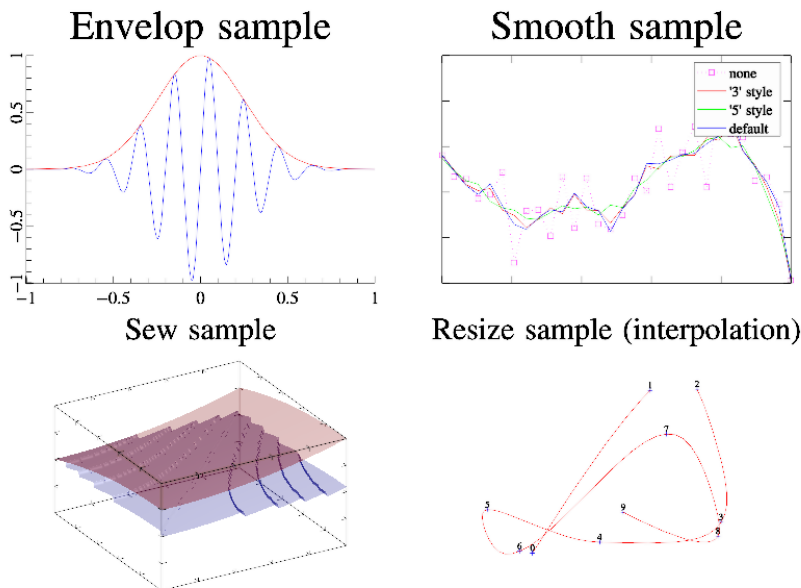 Envelop sample
1
0.5
0
−0.5
−1
−1
−0.5
0
0.5
1
Smooth sample
none
'3' style
'5' style
default
Sew sample
Resize sample (interpolation)
1
2
7
5
9
3
8
4
6
0